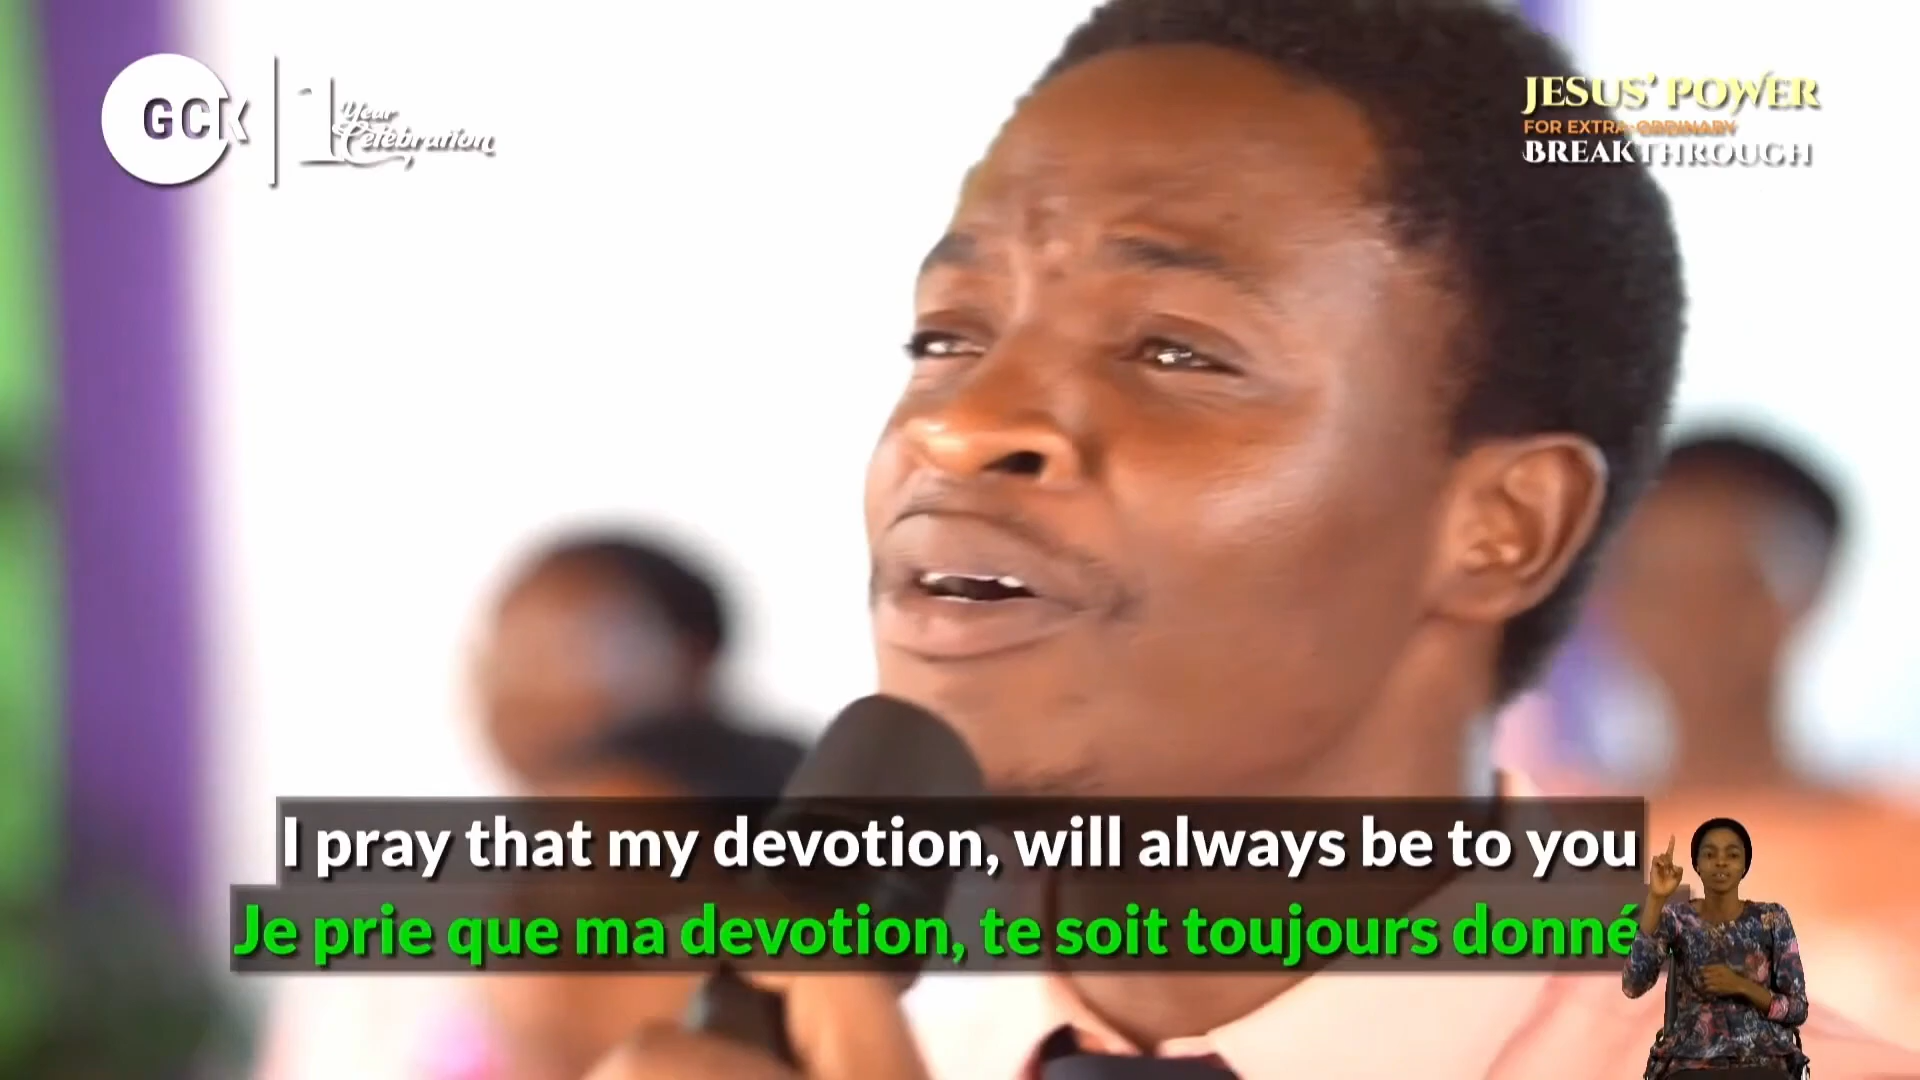 GCK
1 Year
Celebration
JESUS' POWER
FOR EXTRA-ORDINARY
BREAKTHROUGH
I pray that my devotion, will always be to you
Je prie que ma devotion, te soit toujours donné